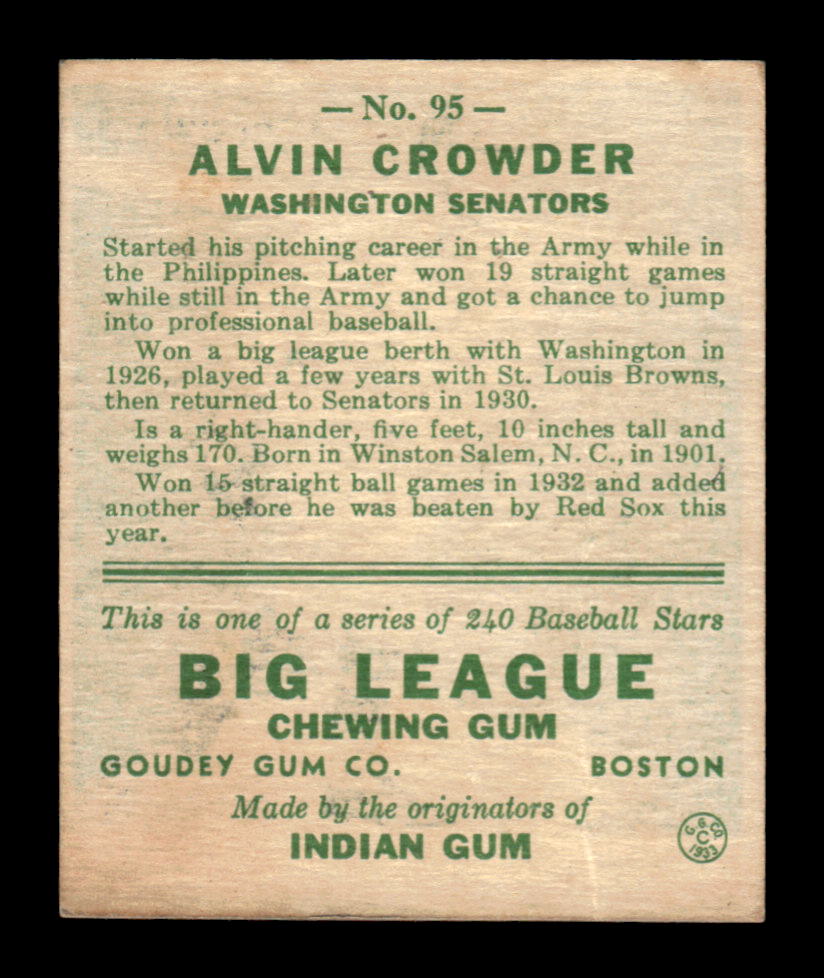 — No. 95 —
ALVIN CROWDER
WASHINGTON SENATORS
Started his pitching career in the Army while in
the Philippines. Later won 19 straight games
while still in the Army and got a chance to jump
into professional baseball.
Won a big league berth with Washington in
1926, played a few years with St. Louis Browns,
then returned to Senators in 1930.
Is a right-hander, five feet, 10 inches tall and
weighs 170. Born in Winston Salem, N. C., in 1901.
Won 15 straight ball games in 1932 and added
another before he was beaten by Red Sox this
year.
This is one of a series of 240 Baseball Stars
BIG LEAGUE
CHEWING GUM
GOUDEY GUM CO. BOSTON
Made by the originators of
INDIAN GUM
G. G. CO.
C
1933